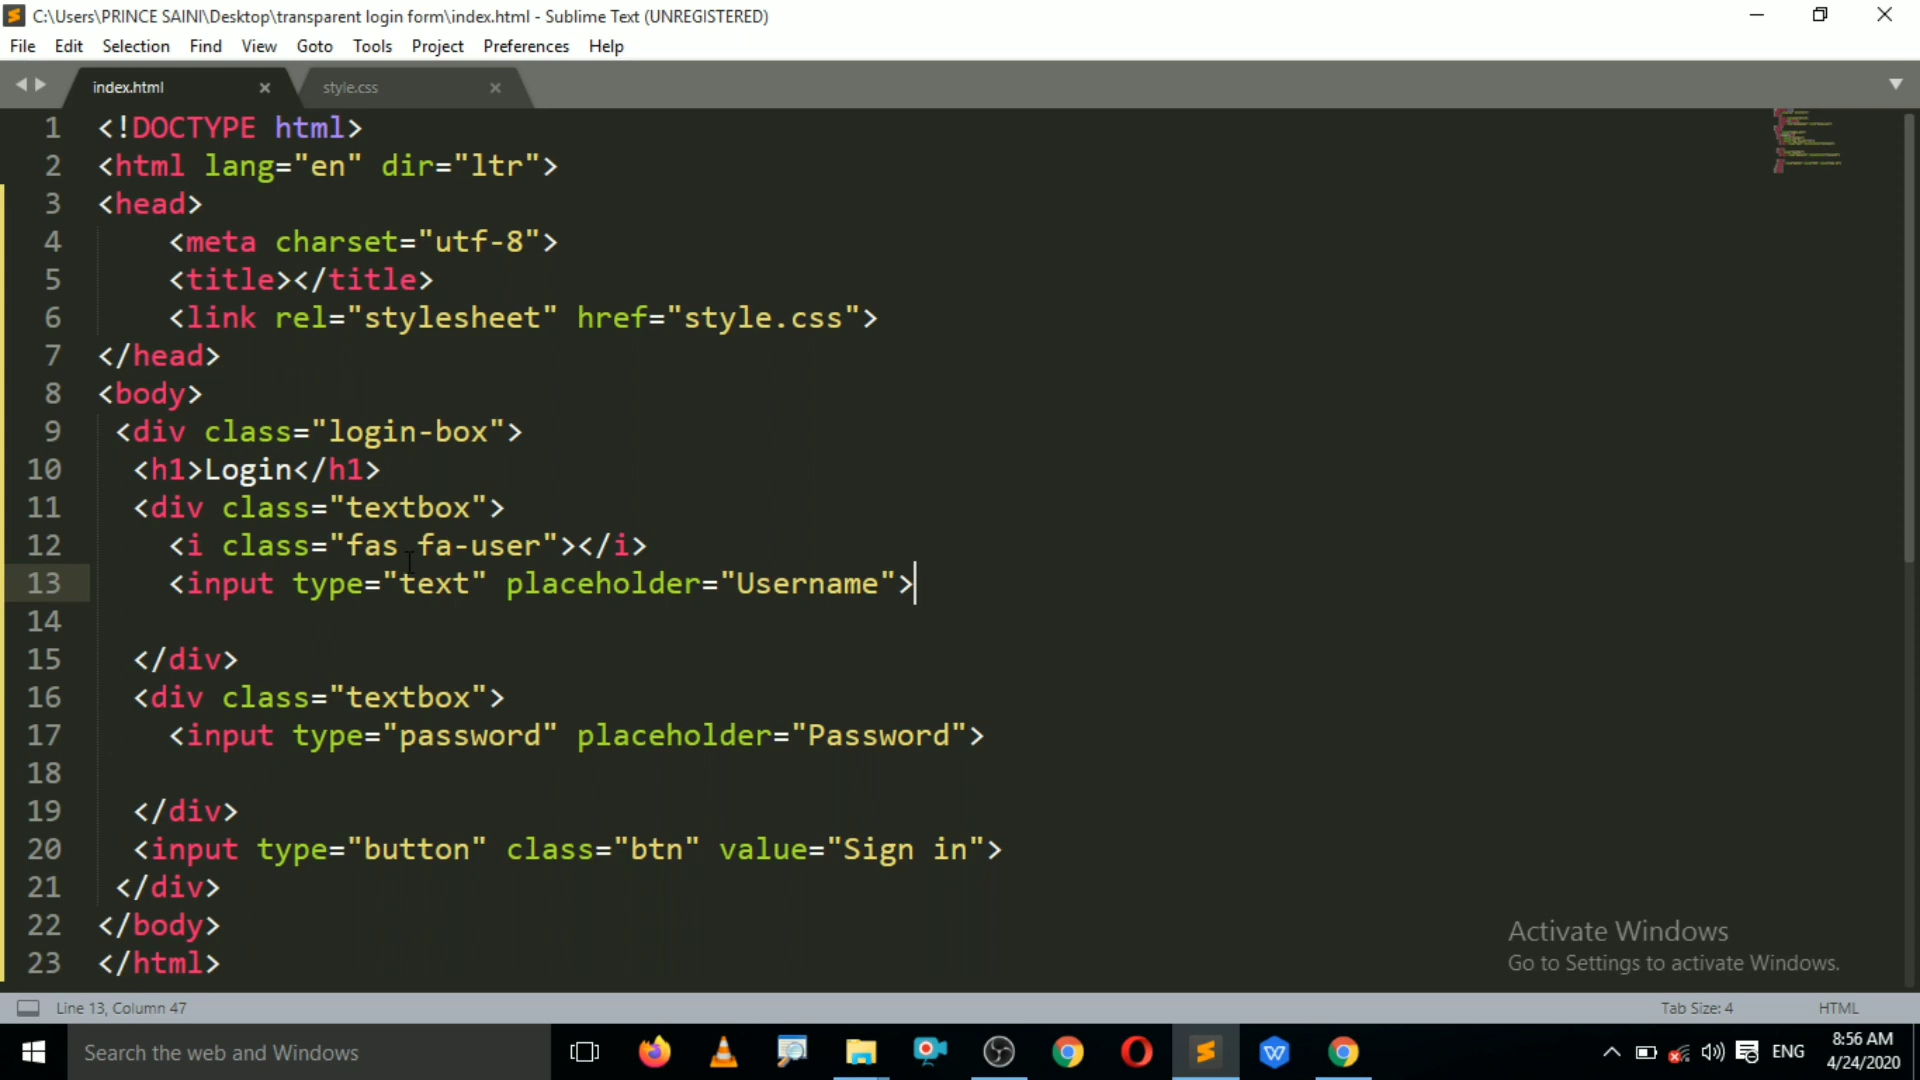 C:\Users\PRINCE SAINI\Desktop\transparent login form\index.html - Sublime Text (UNREGISTERED)
File Edit Selection Find View Goto Tools Project Preferences Help
index.html style.css
1 <!DOCTYPE html>
2 <html lang="en" dir="ltr">
3 <head>
4 <meta charset="utf-8">
5 <title></title>
6 <link rel="stylesheet" href="style.css">
7 </head>
8 <body>
9 <div class="login-box">
10 <h1>Login</h1>
11 <div class="textbox">
12 <i class="fas fa-user"></i>
13 <input type="text" placeholder="Username">
14
15 </div>
16 <div class="textbox">
17 <input type="password" placeholder="Password">
18
19 </div>
20 <input type="button" class="btn" value="Sign in">
21 </div>
22 </body>
23 </html>
Activate Windows
Go to Settings to activate Windows.
Line 13, Column 47 Tab Size: 4 HTML
Search the web and Windows ENG 8:56 AM
4/24/2020